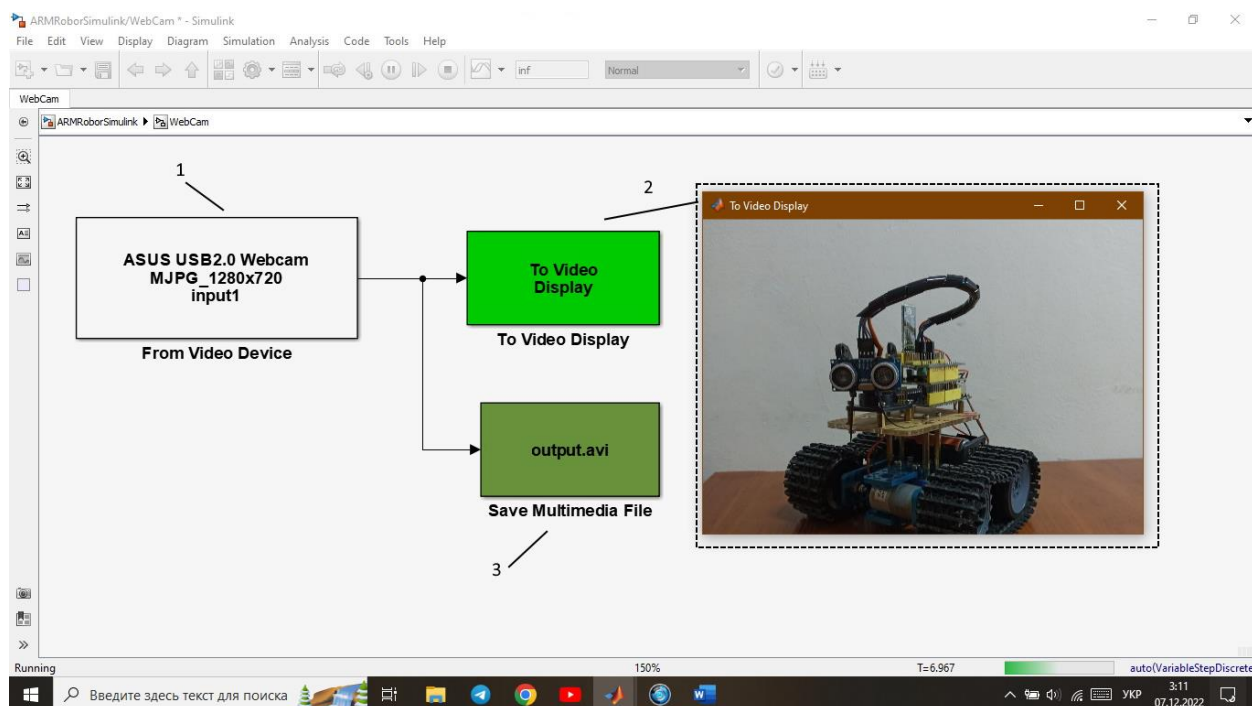 ARMRoborSimulink/WebCam * - Simulink
File Edit View Display Diagram Simulation Analysis Code Tools Help
inf Normal
WebCam
ARMRoborSimulink WebCam
1
2
To Video Display
ASUS USB2.0 Webcam
MJPG_1280x720
input1
To Video
Display
From Video Device
To Video Display
output.avi
Save Multimedia File
3
Running 150% T=6.967 auto(VariableStepDiscrete
Введите здесь текст для поиска УКР 3:11
07.12.2022